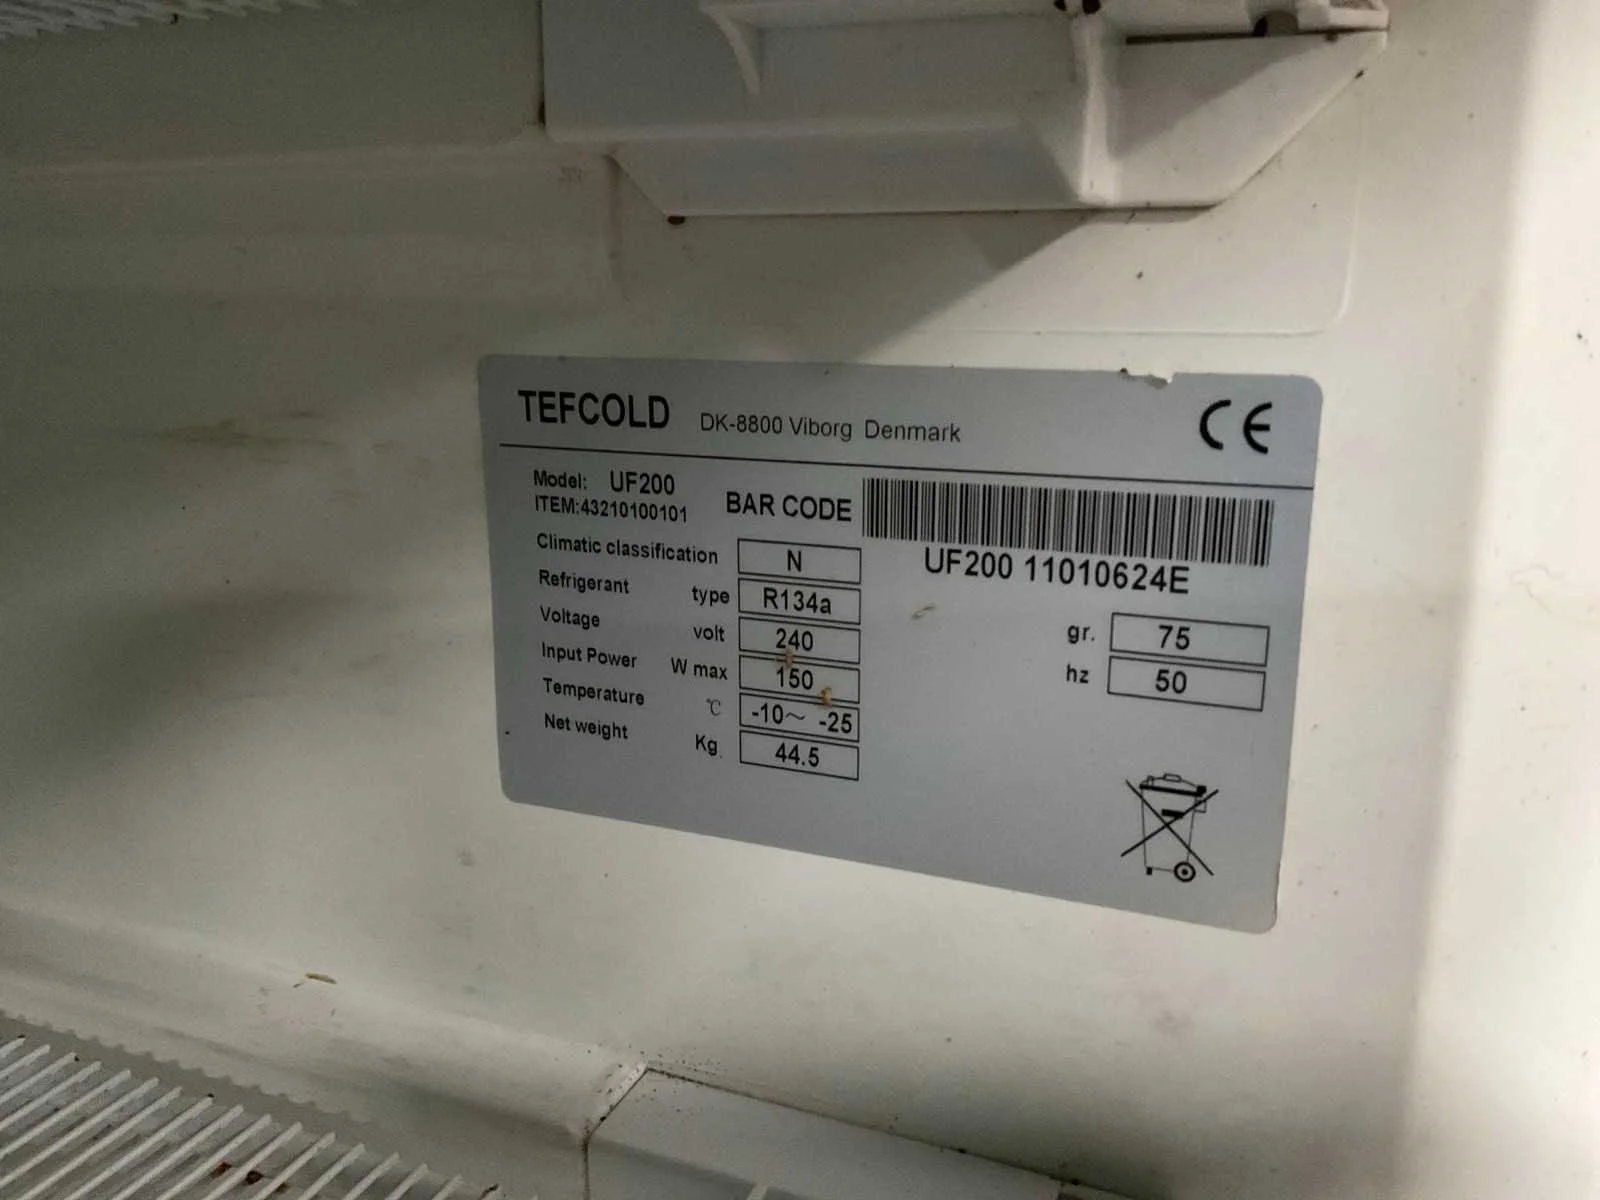 TEFCOLD DK-8800 Viborg Denmark CE
Model: UF200
ITEM:43210100101
BAR CODE
UF200 11010624E
Climatic classification N
Refrigerant type R134a gr. 75
Voltage volt 240 hz 50
Input Power W max 150
Temperature °C -10~ -25
Net weight Kg. 44.5